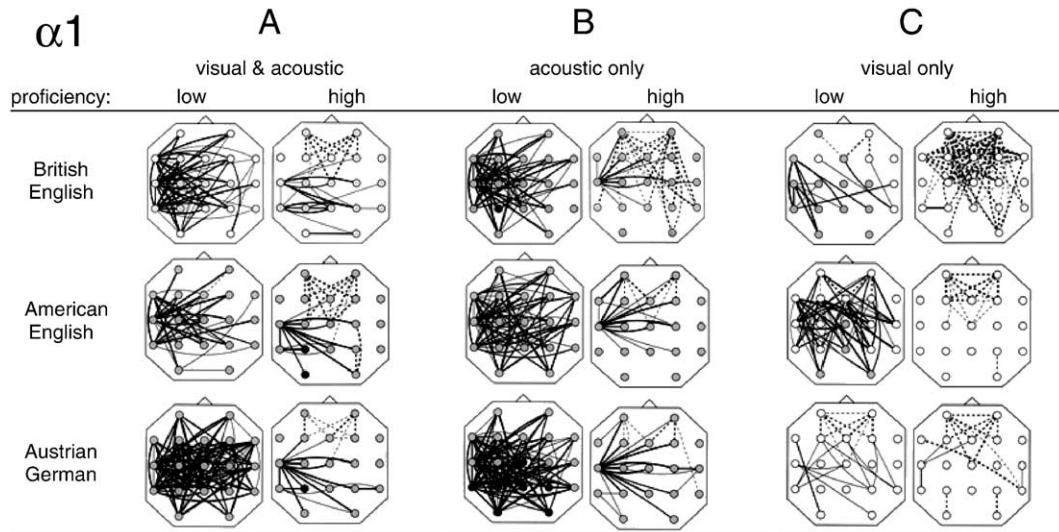 α1 A B C
visual & acoustic acoustic only visual only
proficiency: low high low high low high
British
English
American
English
Austrian
German